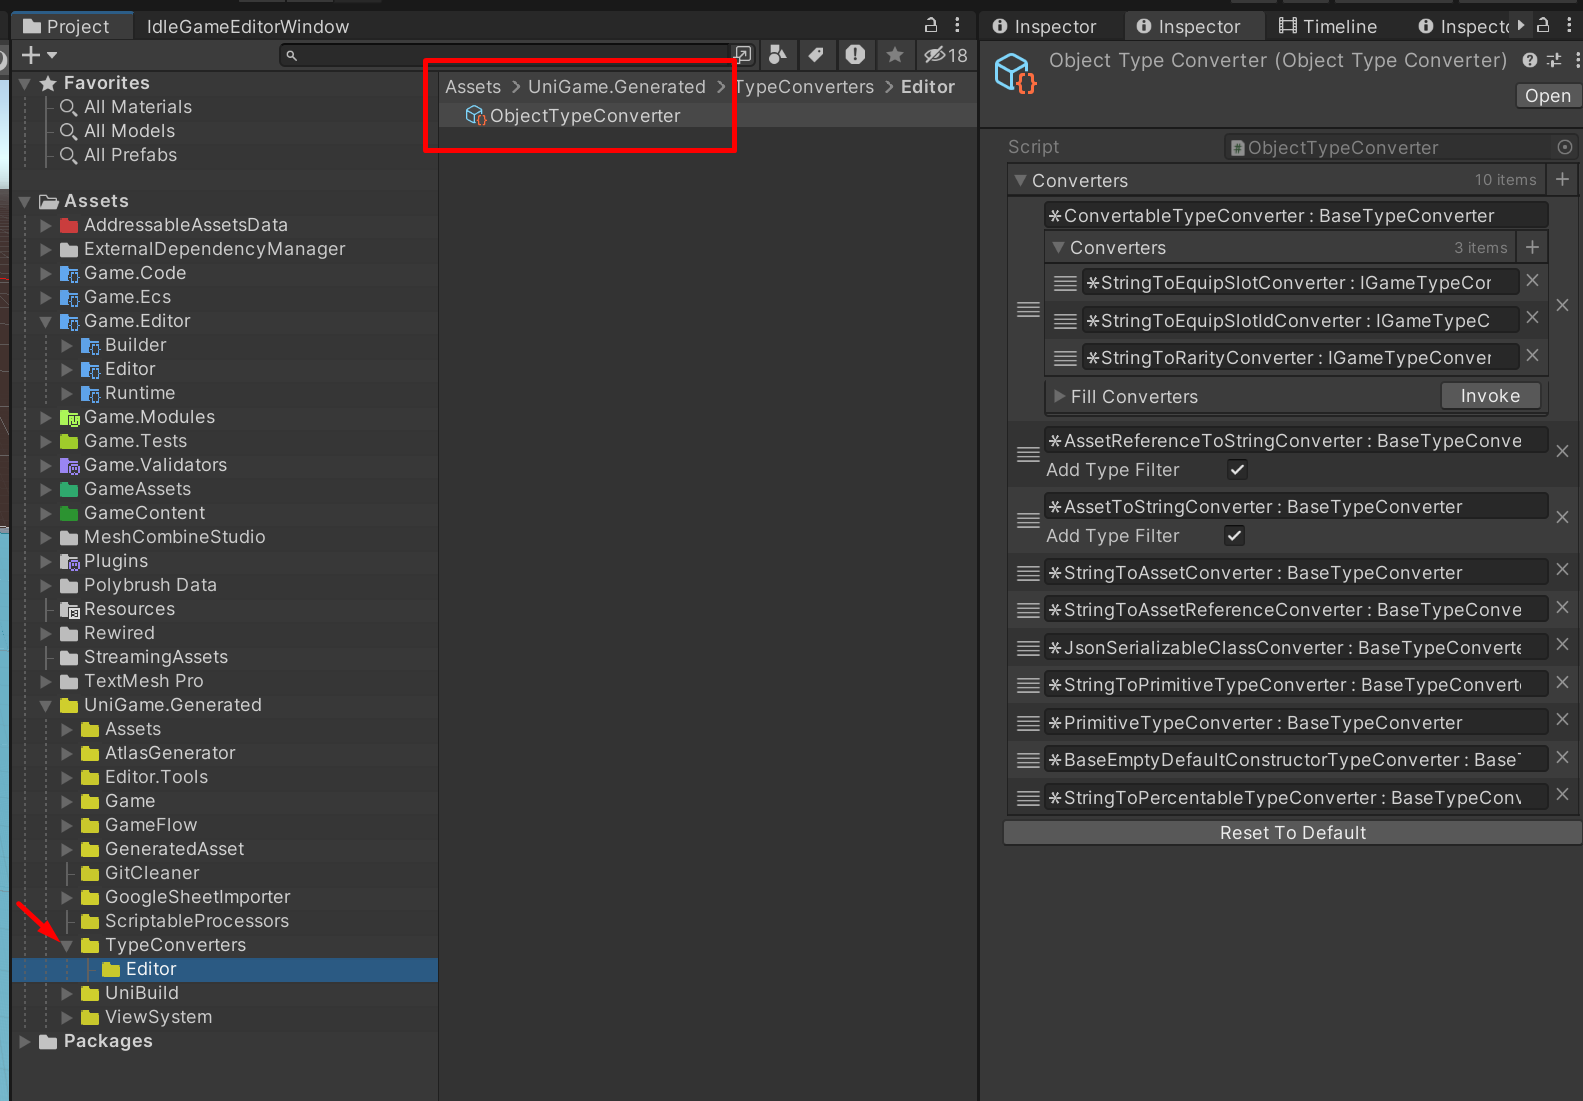 Project
IdleGameEditorWindow
18
Favorites
All Materials
All Models
All Prefabs
Assets
AddressableAssetsData
ExternalDependencyManager
Game.Code
Game.Ecs
Game.Editor
Builder
Editor
Runtime
Game.Modules
Game.Tests
Game.Validators
GameAssets
GameContent
MeshCombineStudio
Plugins
Polybrush Data
Resources
Rewired
StreamingAssets
TextMesh Pro
UniGame.Generated
Assets
AtlasGenerator
Editor.Tools
Game
GameFlow
GeneratedAsset
GitCleaner
GoogleSheetImporter
ScriptableProcessors
TypeConverters
Editor
UniBuild
ViewSystem
Packages
Assets > UniGame.Generated > TypeConverters > Editor
ObjectTypeConverter
Inspector
Inspector
Timeline
Inspect
Object Type Converter (Object Type Converter)
Open
Script
ObjectTypeConverter
Converters
10 items
*ConvertableTypeConverter : BaseTypeConverter
Converters
3 items
*StringToEquipSlotConverter : IGameTypeCor
*StringToEquipSlotIdConverter : IGameTypeC
*StringToRarityConverter : IGameTypeConver
Fill Converters
Invoke
*AssetReferenceToStringConverter : BaseTypeConve
Add Type Filter
*AssetToStringConverter : BaseTypeConverter
Add Type Filter
*StringToAssetConverter : BaseTypeConverter
*StringToAssetReferenceConverter : BaseTypeConve
*JsonSerializableClassConverter : BaseTypeConverte
*StringToPrimitiveTypeConverter : BaseTypeConvert
*PrimitiveTypeConverter : BaseTypeConverter
*BaseEmptyDefaultConstructorTypeConverter : Base
*StringToPercentableTypeConverter : BaseTypeConv
Reset To Default